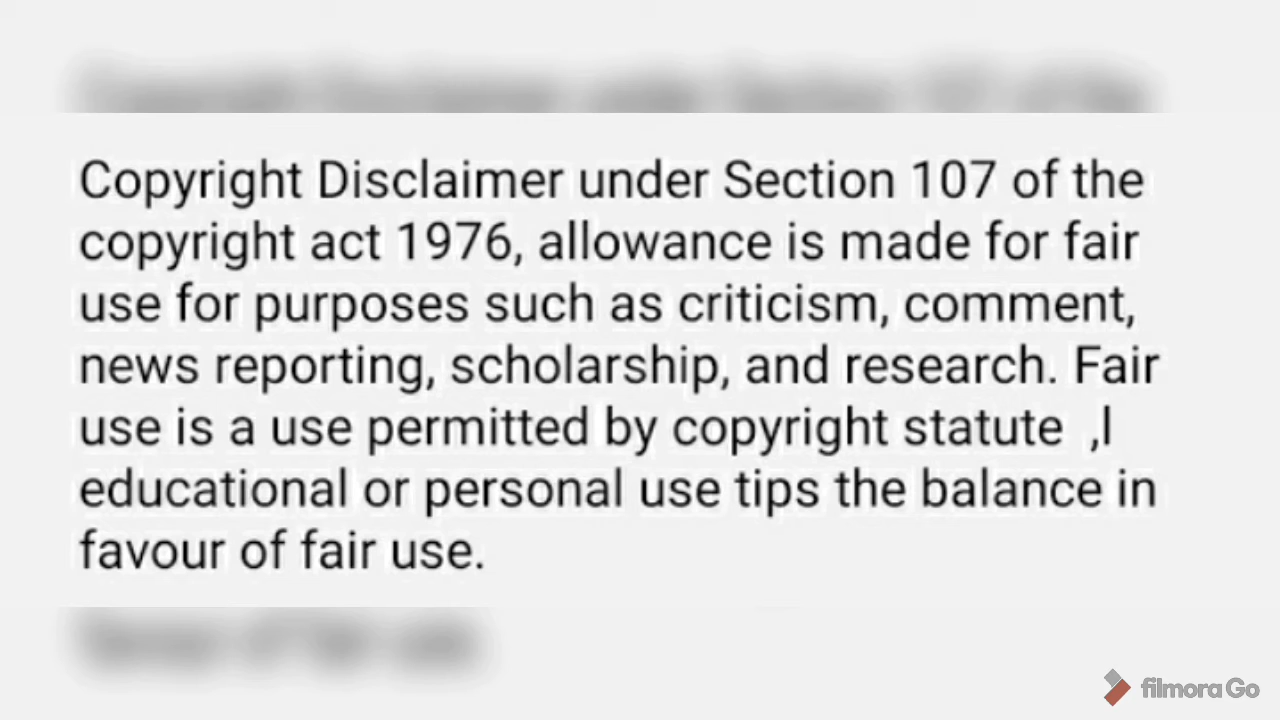 Copyright Disclaimer under Section 107 of the
copyright act 1976, allowance is made for fair
use for purposes such as criticism, comment,
news reporting, scholarship, and research. Fair
use is a use permitted by copyright statute  ,l
educational or personal use tips the balance in
favour of fair use.
filmora Go